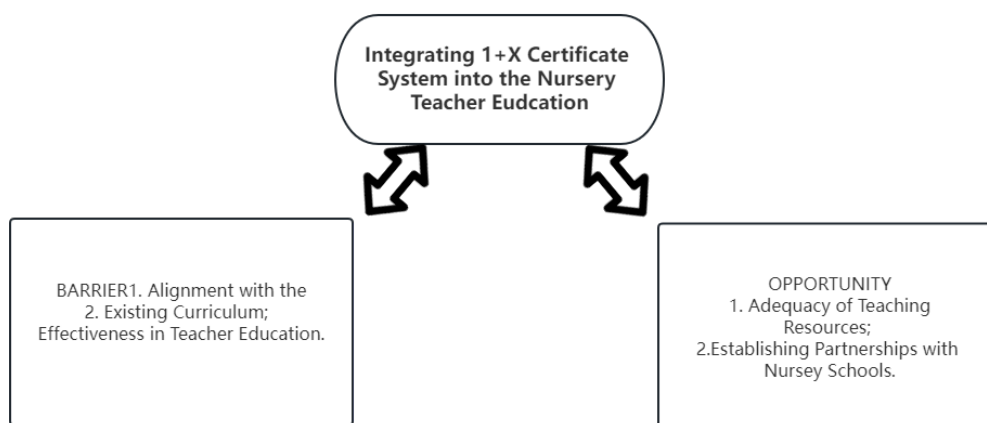 Integrating 1+X Certificate
System into the Nursery
Teacher Eudcation
BARRIER1. Alignment with the
2. Existing Curriculum;
Effectiveness in Teacher Education.
OPPORTUNITY
1. Adequacy of Teaching
Resources;
2.Establishing Partnerships with
Nursey Schools.